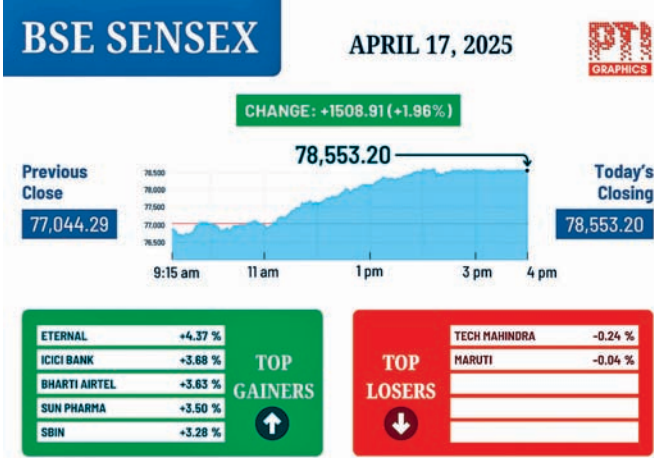 BSE SENSEX
APRIL 17, 2025
PTI
GRAPHICS
CHANGE: +1508.91 (+1.96%)
78,553.20
Previous
Close
77,044.29
78,500
78,000
77,500
77,000
76,500
9:15 am 11 am 1 pm 3 pm 4 pm
Today's
Closing
78,553.20
ETERNAL +4.37 %
ICICI BANK +3.68 %
BHARTI AIRTEL +3.63 %
SUN PHARMA +3.50 %
SBIN +3.28 %
TOP
GAINERS
TOP
LOSERS
TECH MAHINDRA -0.24 %
MARUTI -0.04 %